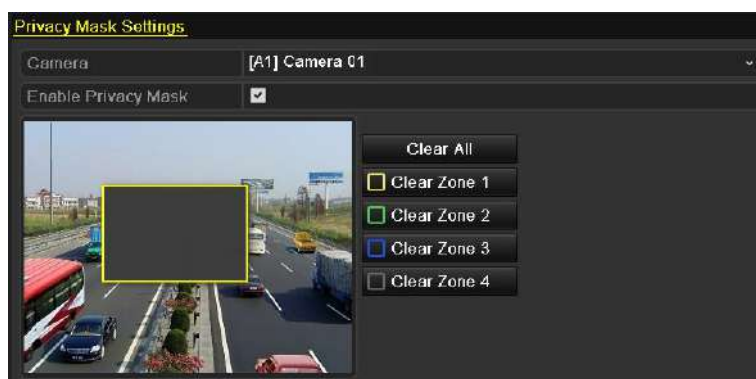 Privacy Mask Settings
Camera [A1] Camera 01
Enable Privacy Mask
Clear All
Clear Zone 1
Clear Zone 2
Clear Zone 3
Clear Zone 4